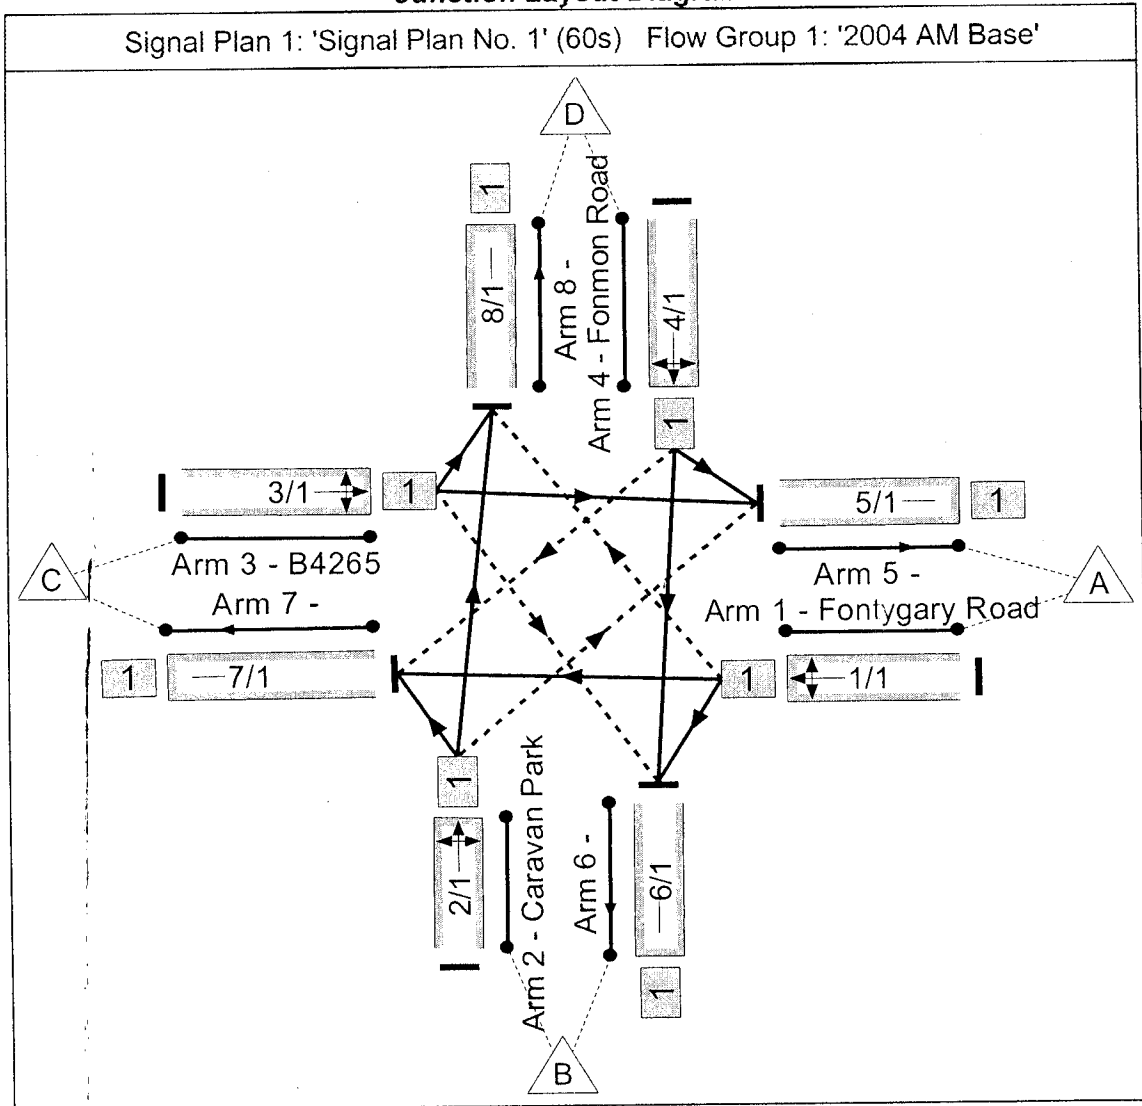 Junction Layout Diagram
Signal Plan 1: 'Signal Plan No. 1' (60s) Flow Group 1: '2004 AM Base'
D
1
8/1
Arm 8 -
Arm 4 - Fonmon Road
4/1
1
3/1
1
Arm 3 - B4265
C
Arm 7 -
1
7/1
5/1
1
Arm 5 -
A
Arm 1 - Fontygary Road
1
1/1
1
2/1
Arm 2 - Caravan Park
Arm 6 -
6/1
1
B